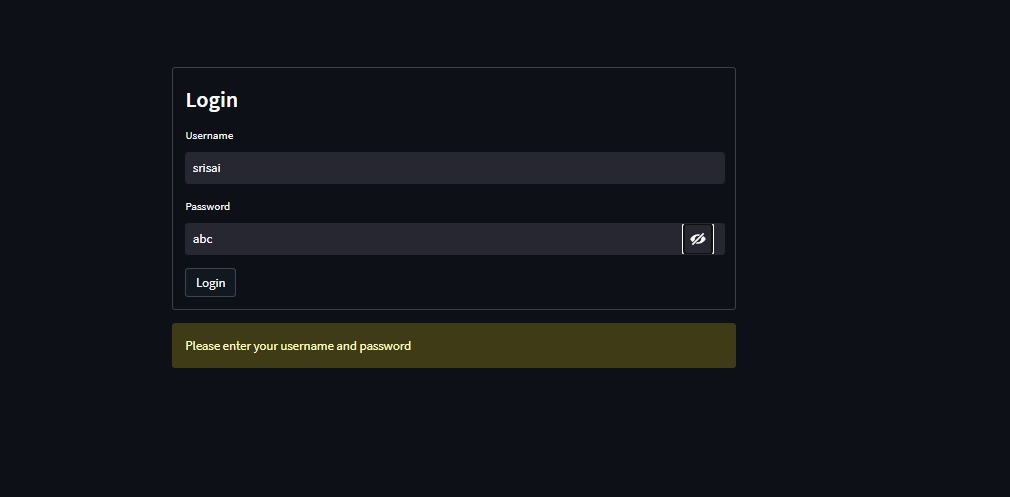 Login
Username
srisai
Password
abc
Login
Please enter your username and password